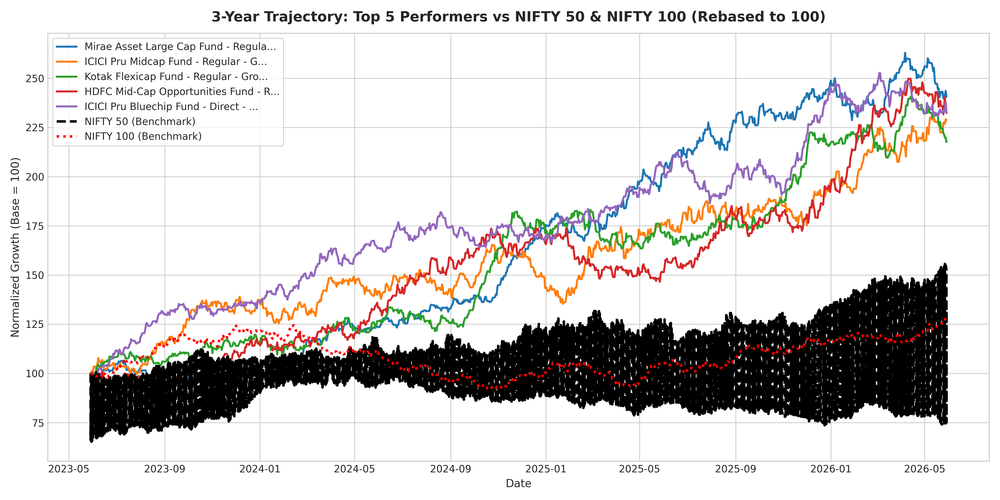 3-Year Trajectory: Top 5 Performers vs NIFTY 50 & NIFTY 100 (Rebased to 100)
Mirae Asset Large Cap Fund - Regula...
ICICI Pru Midcap Fund - Regular - G...
Kotak Flexicap Fund - Regular - Gro...
HDFC Mid-Cap Opportunities Fund - R...
ICICI Pru Bluechip Fund - Direct - ...
NIFTY 50 (Benchmark)
NIFTY 100 (Benchmark)
Normalized Growth (Base = 100)
250
225
200
175
150
125
100
75
2023-05 2023-09 2024-01 2024-05 2024-09 2025-01 2025-05 2025-09 2026-01 2026-05
Date